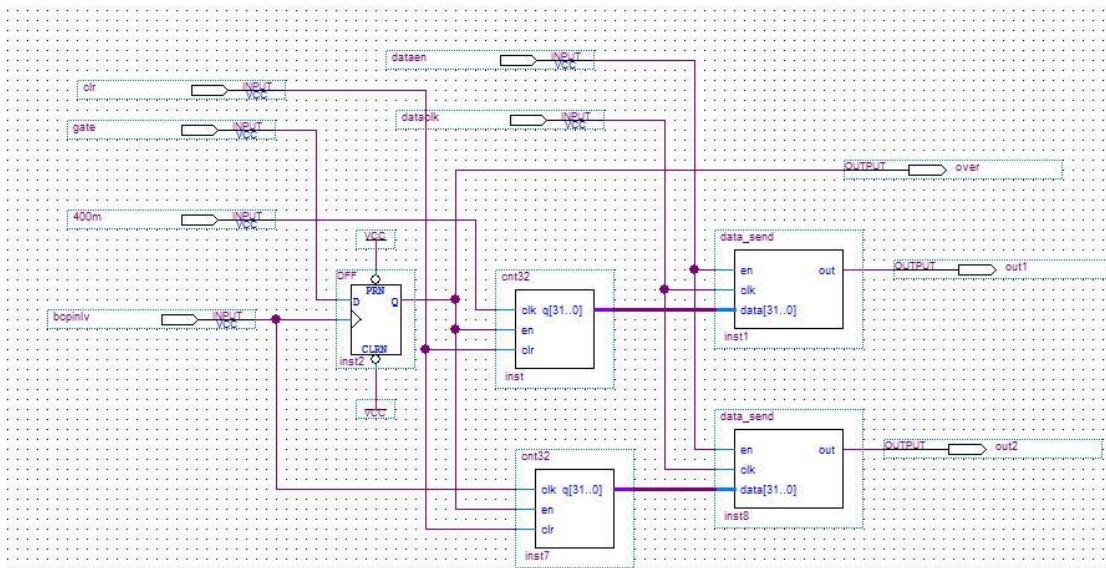 dataen
INPUT
VCC
clr
INPUT
VCC
gate
INPUT
VCC
dataclk
INPUT
VCC
OUTPUT
over
400m
INPUT
VCC
VCC
data_send
en
out
clk
data[31..0]
inst1
OUTPUT
out1
DFF
PRN
D
Q
CLRN
inst2
VCC
cnt32
clk q[31..0]
en
clr
inst
bopinlv
INPUT
VCC
data_send
en
out
clk
data[31..0]
inst8
OUTPUT
out2
cnt32
clk q[31..0]
en
clr
inst7